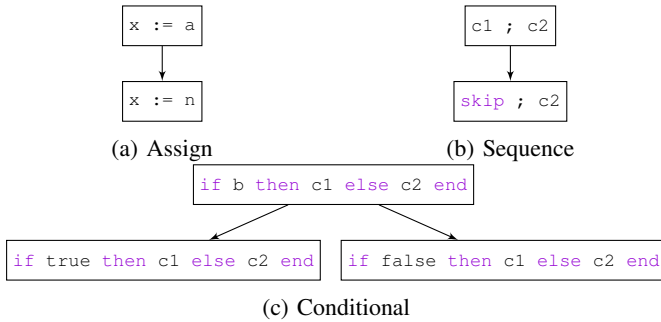 x := a
c1 ; c2
x := n
skip ; c2
(a) Assign
(b) Sequence
if b then c1 else c2 end
if true then c1 else c2 end
if false then c1 else c2 end
(c) Conditional